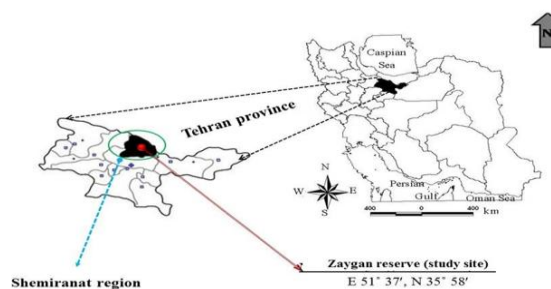 N
Caspian
Sea
Tehran province
N
W E
S
Persian
Gulf
Oman Sea
400 0 400
km
Zaygan reserve (study site)
E 51˚ 37′, N 35˚ 58′
Shemiranat region